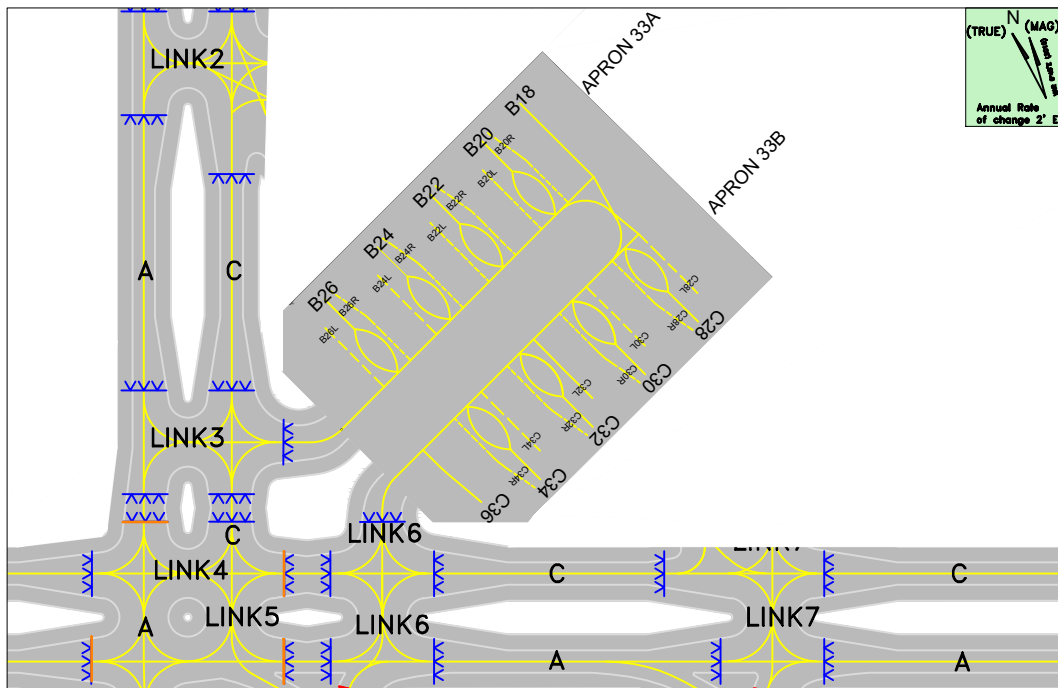 LINK2
APRON 33A
N
(TRUE)
(MAG)
Annual Rate
of change 2' E
APRON 33B
B18
B20
B20R
B20L
B22
B22R
B22L
B24
B24R
B24L
B26
B26R
B26L
A
C
C28L
C28R
C28
C30L
C30R
C30
C32L
C32R
C32
C34L
C34R
C34
C36
LINK3
C
LINK6
LINK4
C
C
LINK7
A
LINK5
LINK6
LINK7
A
A